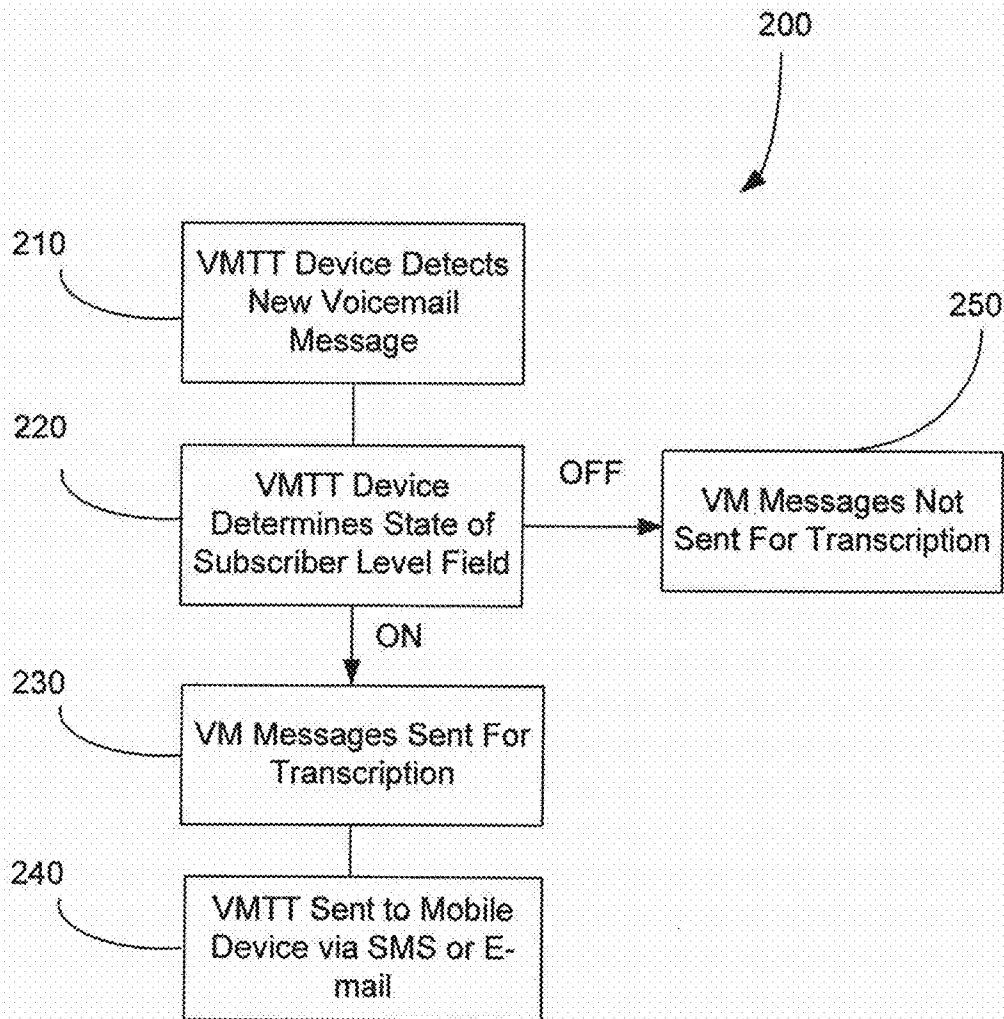 200
210
VMTT Device Detects
New Voicemail
Message
250
220
VMTT Device
Determines State of
Subscriber Level Field
OFF
VM Messages Not
Sent For Transcription
ON
230
VM Messages Sent For
Transcription
240
VMTT Sent to Mobile
Device via SMS or E-
mail